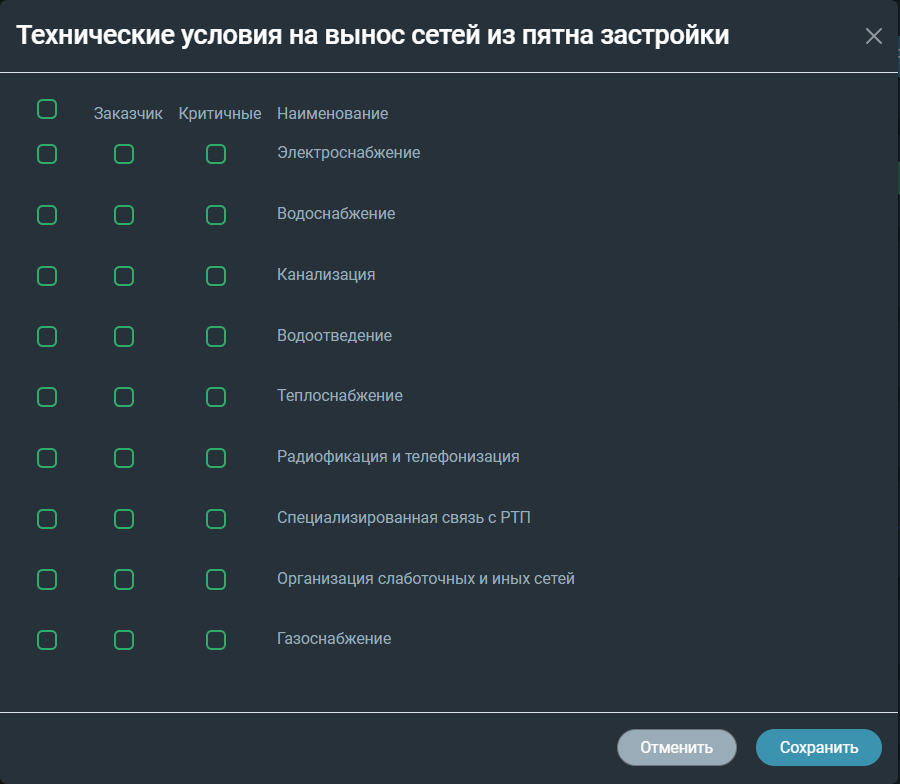 Технические условия на вынос сетей из пятна застройки
Заказчик Критичные Наименование
Электроснабжение
Водоснабжение
Канализация
Водоотведение
Теплоснабжение
Радиофикация и телефонизация
Специализированная связь с РТП
Организация слаботочных и иных сетей
Газоснабжение
Отменить Сохранить